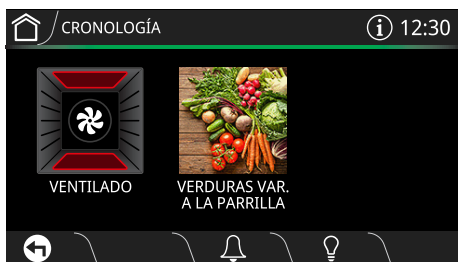 CRONOLOGÍA
i 12:30
VENTILADO
VERDURAS VAR.
A LA PARRILLA